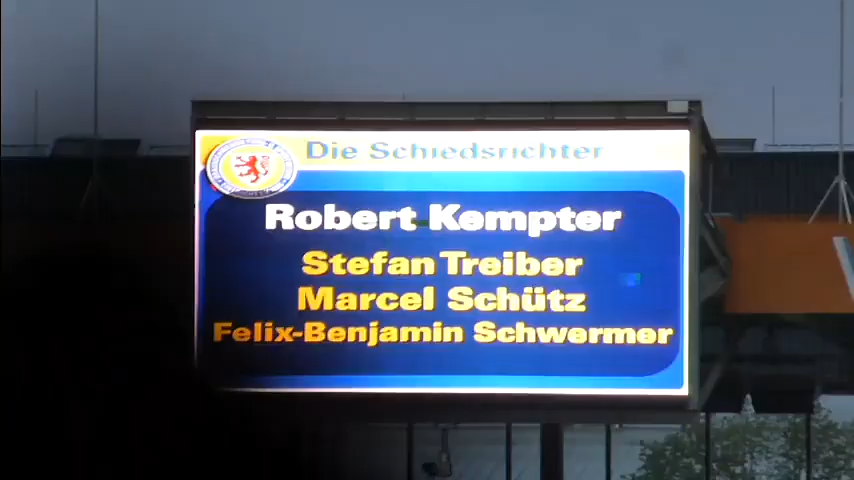 Die Schiedsrichter
Robert Kempter
Stefan Treiber
Marcel Schütz
Felix-Benjamin Schwermer